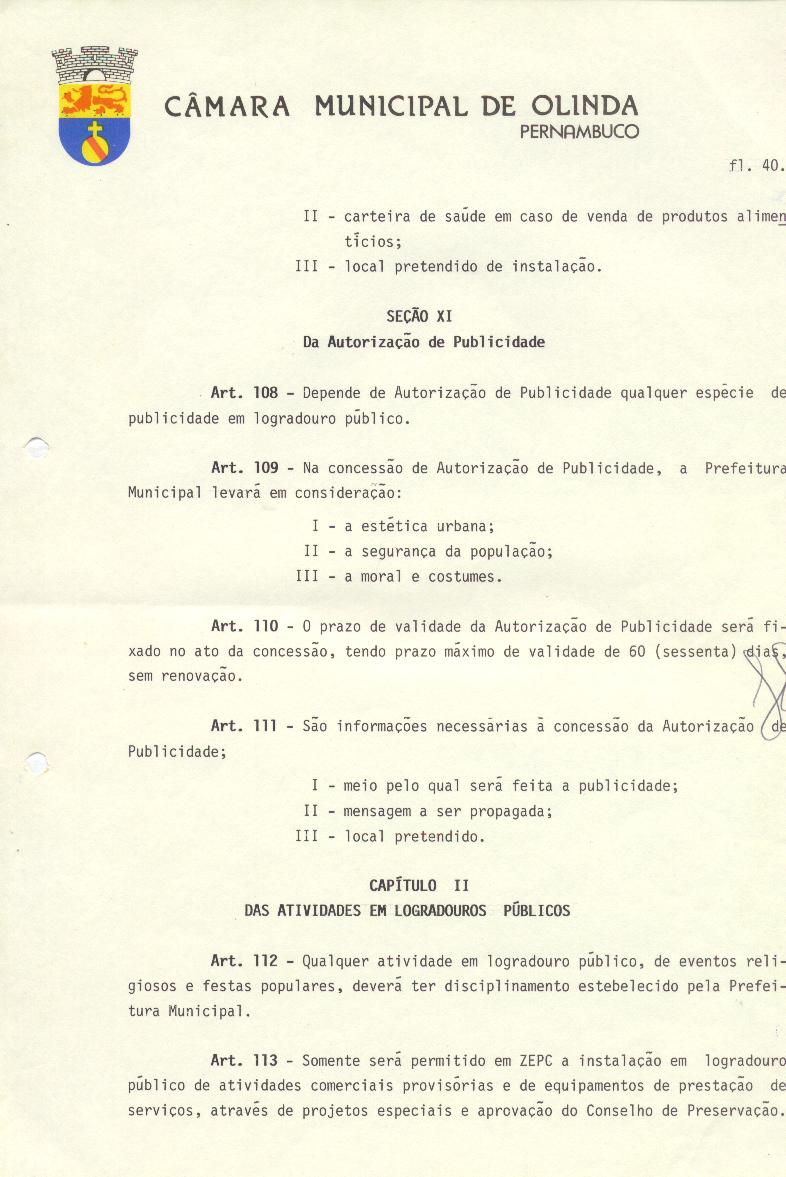 CÂMARA MUNICIPAL DE OLINDA
PERNAMBUCO
fl. 40.
II - carteira de saúde em caso de venda de produtos alimen
tícios;
III - local pretendido de instalação.
SEÇÃO XI
Da Autorização de Publicidade
Art. 108 - Depende de Autorização de Publicidade qualquer espécie de
publicidade em logradouro público.
Art. 109 - Na concessão de Autorização de Publicidade, a Prefeitura
Municipal levará em consideração:
I - a estética urbana;
II - a segurança da população;
III - a moral e costumes.
Art. 110 - O prazo de validade da Autorização de Publicidade será fi-
xado no ato da concessão, tendo prazo máximo de validade de 60 (sessenta) dias,
sem renovação.
Art. 111 - São informações necessárias à concessão da Autorização de
Publicidade;
I - meio pelo qual será feita a publicidade;
II - mensagem a ser propagada;
III - local pretendido.
CAPÍTULO II
DAS ATIVIDADES EM LOGRADOUROS PÚBLICOS
Art. 112 - Qualquer atividade em logradouro público, de eventos reli-
giosos e festas populares, deverá ter disciplinamento estebelecido pela Prefei-
tura Municipal.
Art. 113 - Somente será permitido em ZEPC a instalação em logradouro
público de atividades comerciais provisórias e de equipamentos de prestação de
serviços, através de projetos especiais e aprovação do Conselho de Preservação.